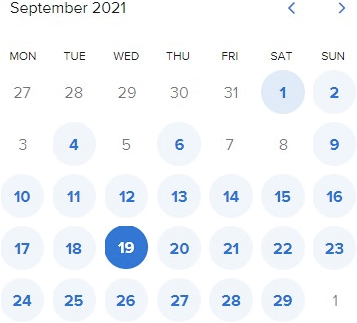 September 2021
MON TUE WED THU FRI SAT SUN
27 28 29 30 31 1 2
3 4 5 6 7 8 9
10 11 12 13 14 15 16
17 18 19 20 21 22 23
24 25 26 27 28 29 1